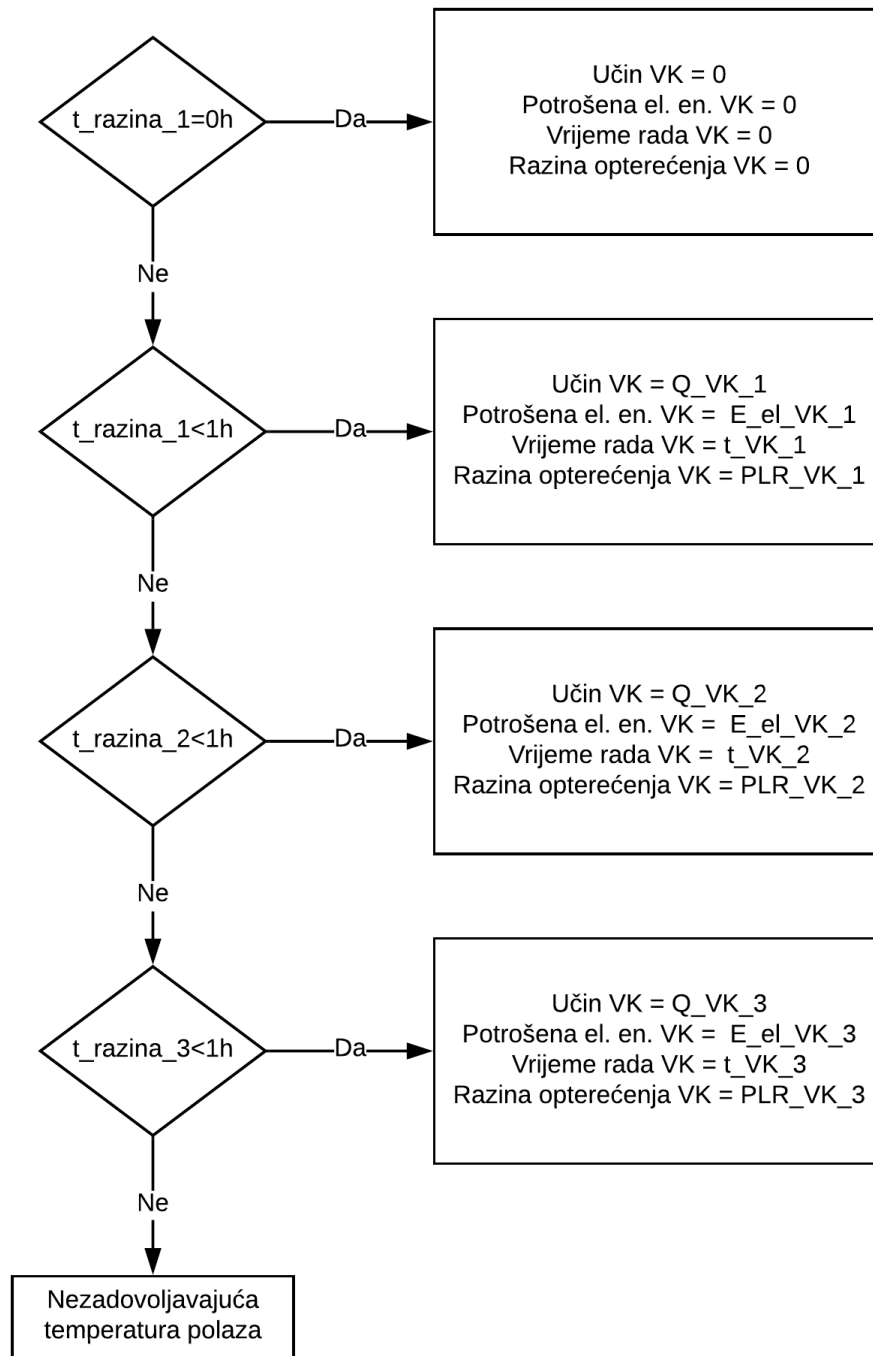 t_razina_1=0h
Da
Učin VK = 0
Potrošena el. en. VK = 0
Vrijeme rada VK = 0
Razina opterećenja VK = 0
Ne
t_razina_1<1h
Da
Učin VK = Q_VK_1
Potrošena el. en. VK =  E_el_VK_1
Vrijeme rada VK = t_VK_1
Razina opterećenja VK = PLR_VK_1
Ne
t_razina_2<1h
Da
Učin VK = Q_VK_2
Potrošena el. en. VK =  E_el_VK_2
Vrijeme rada VK =  t_VK_2
Razina opterećenja VK = PLR_VK_2
Ne
t_razina_3<1h
Da
Učin VK = Q_VK_3
Potrošena el. en. VK =  E_el_VK_3
Vrijeme rada VK = t_VK_3
Razina opterećenja VK = PLR_VK_3
Ne
Nezadovoljavajuća
temperatura polaza